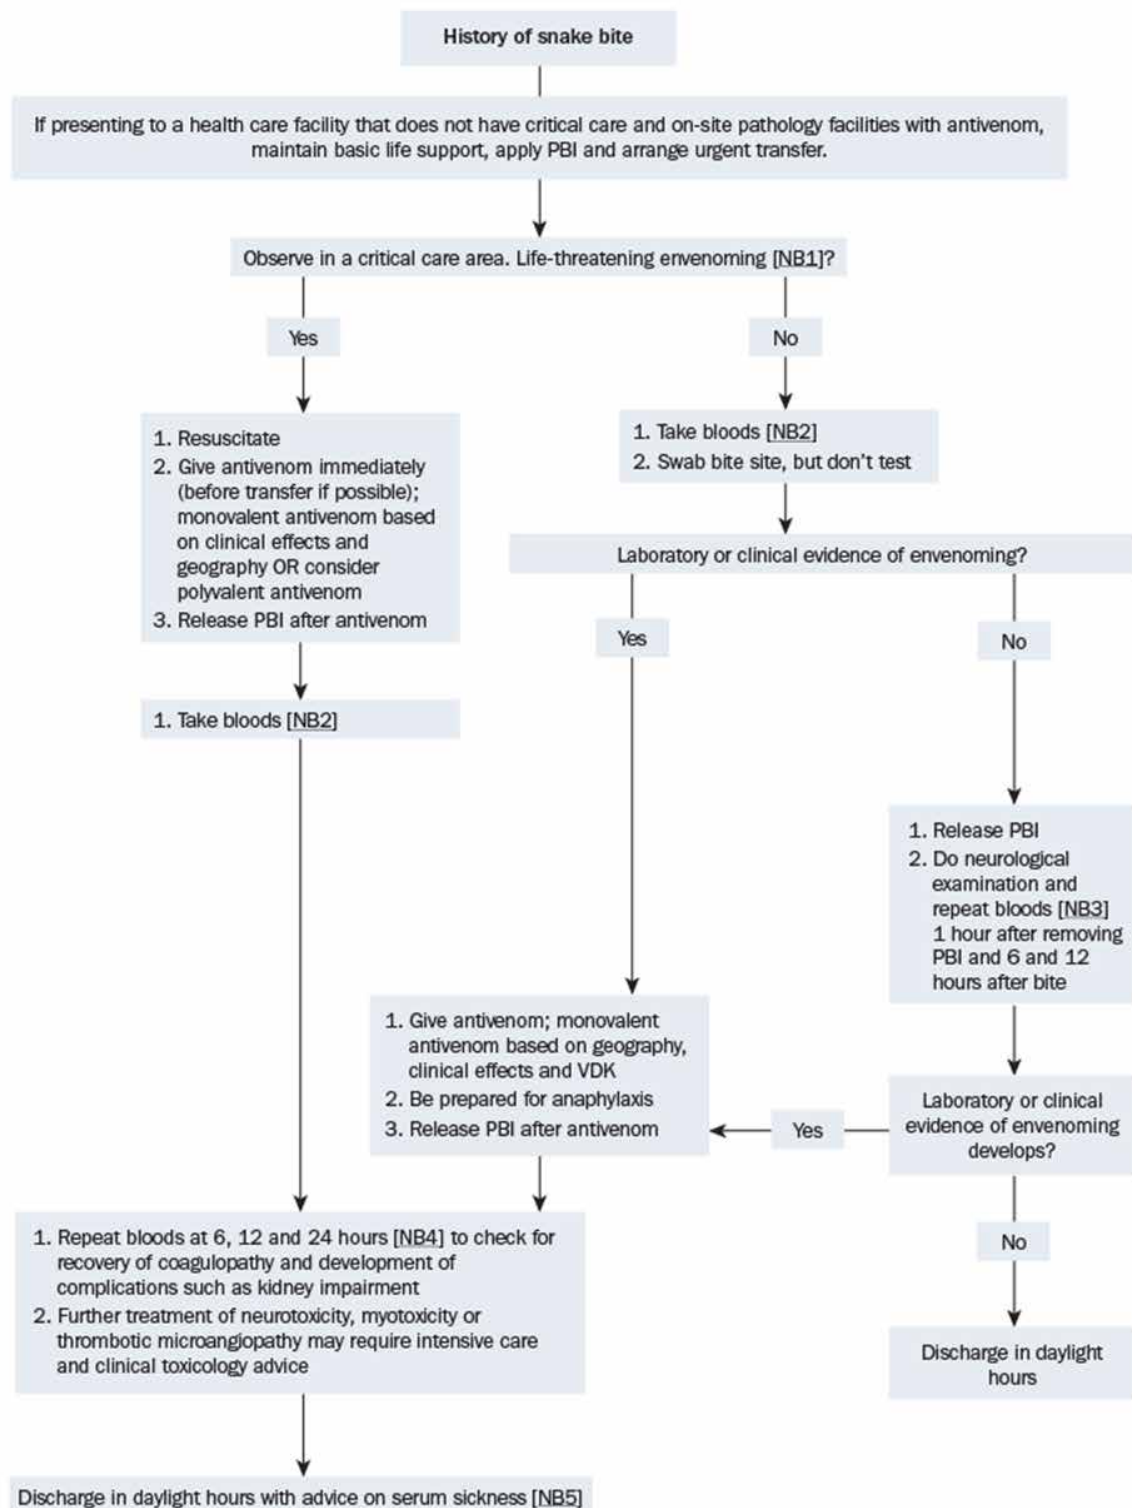 History of snake bite
If presenting to a health care facility that does not have critical care and on-site pathology facilities with antivenom,
maintain basic life support, apply PBI and arrange urgent transfer.
Observe in a critical care area. Life-threatening envenoming [NB1]?
Yes
No
1. Resuscitate
2. Give antivenom immediately
(before transfer if possible);
monovalent antivenom based
on clinical effects and
geography OR consider
polyvalent antivenom
3. Release PBI after antivenom
1. Take bloods [NB2]
2. Swab bite site, but don't test
Laboratory or clinical evidence of envenoming?
Yes
No
1. Take bloods [NB2]
1. Release PBI
2. Do neurological
examination and
repeat bloods [NB3]
1 hour after removing
PBI and 6 and 12
hours after bite
1. Give antivenom; monovalent
antivenom based on geography,
clinical effects and VDK
2. Be prepared for anaphylaxis
3. Release PBI after antivenom
Yes
Laboratory or clinical
evidence of envenoming
develops?
No
1. Repeat bloods at 6, 12 and 24 hours [NB4] to check for
recovery of coagulopathy and development of
complications such as kidney impairment
2. Further treatment of neurotoxicity, myotoxicity or
thrombotic microangiopathy may require intensive care
and clinical toxicology advice
Discharge in daylight
hours
Discharge in daylight hours with advice on serum sickness [NB5]